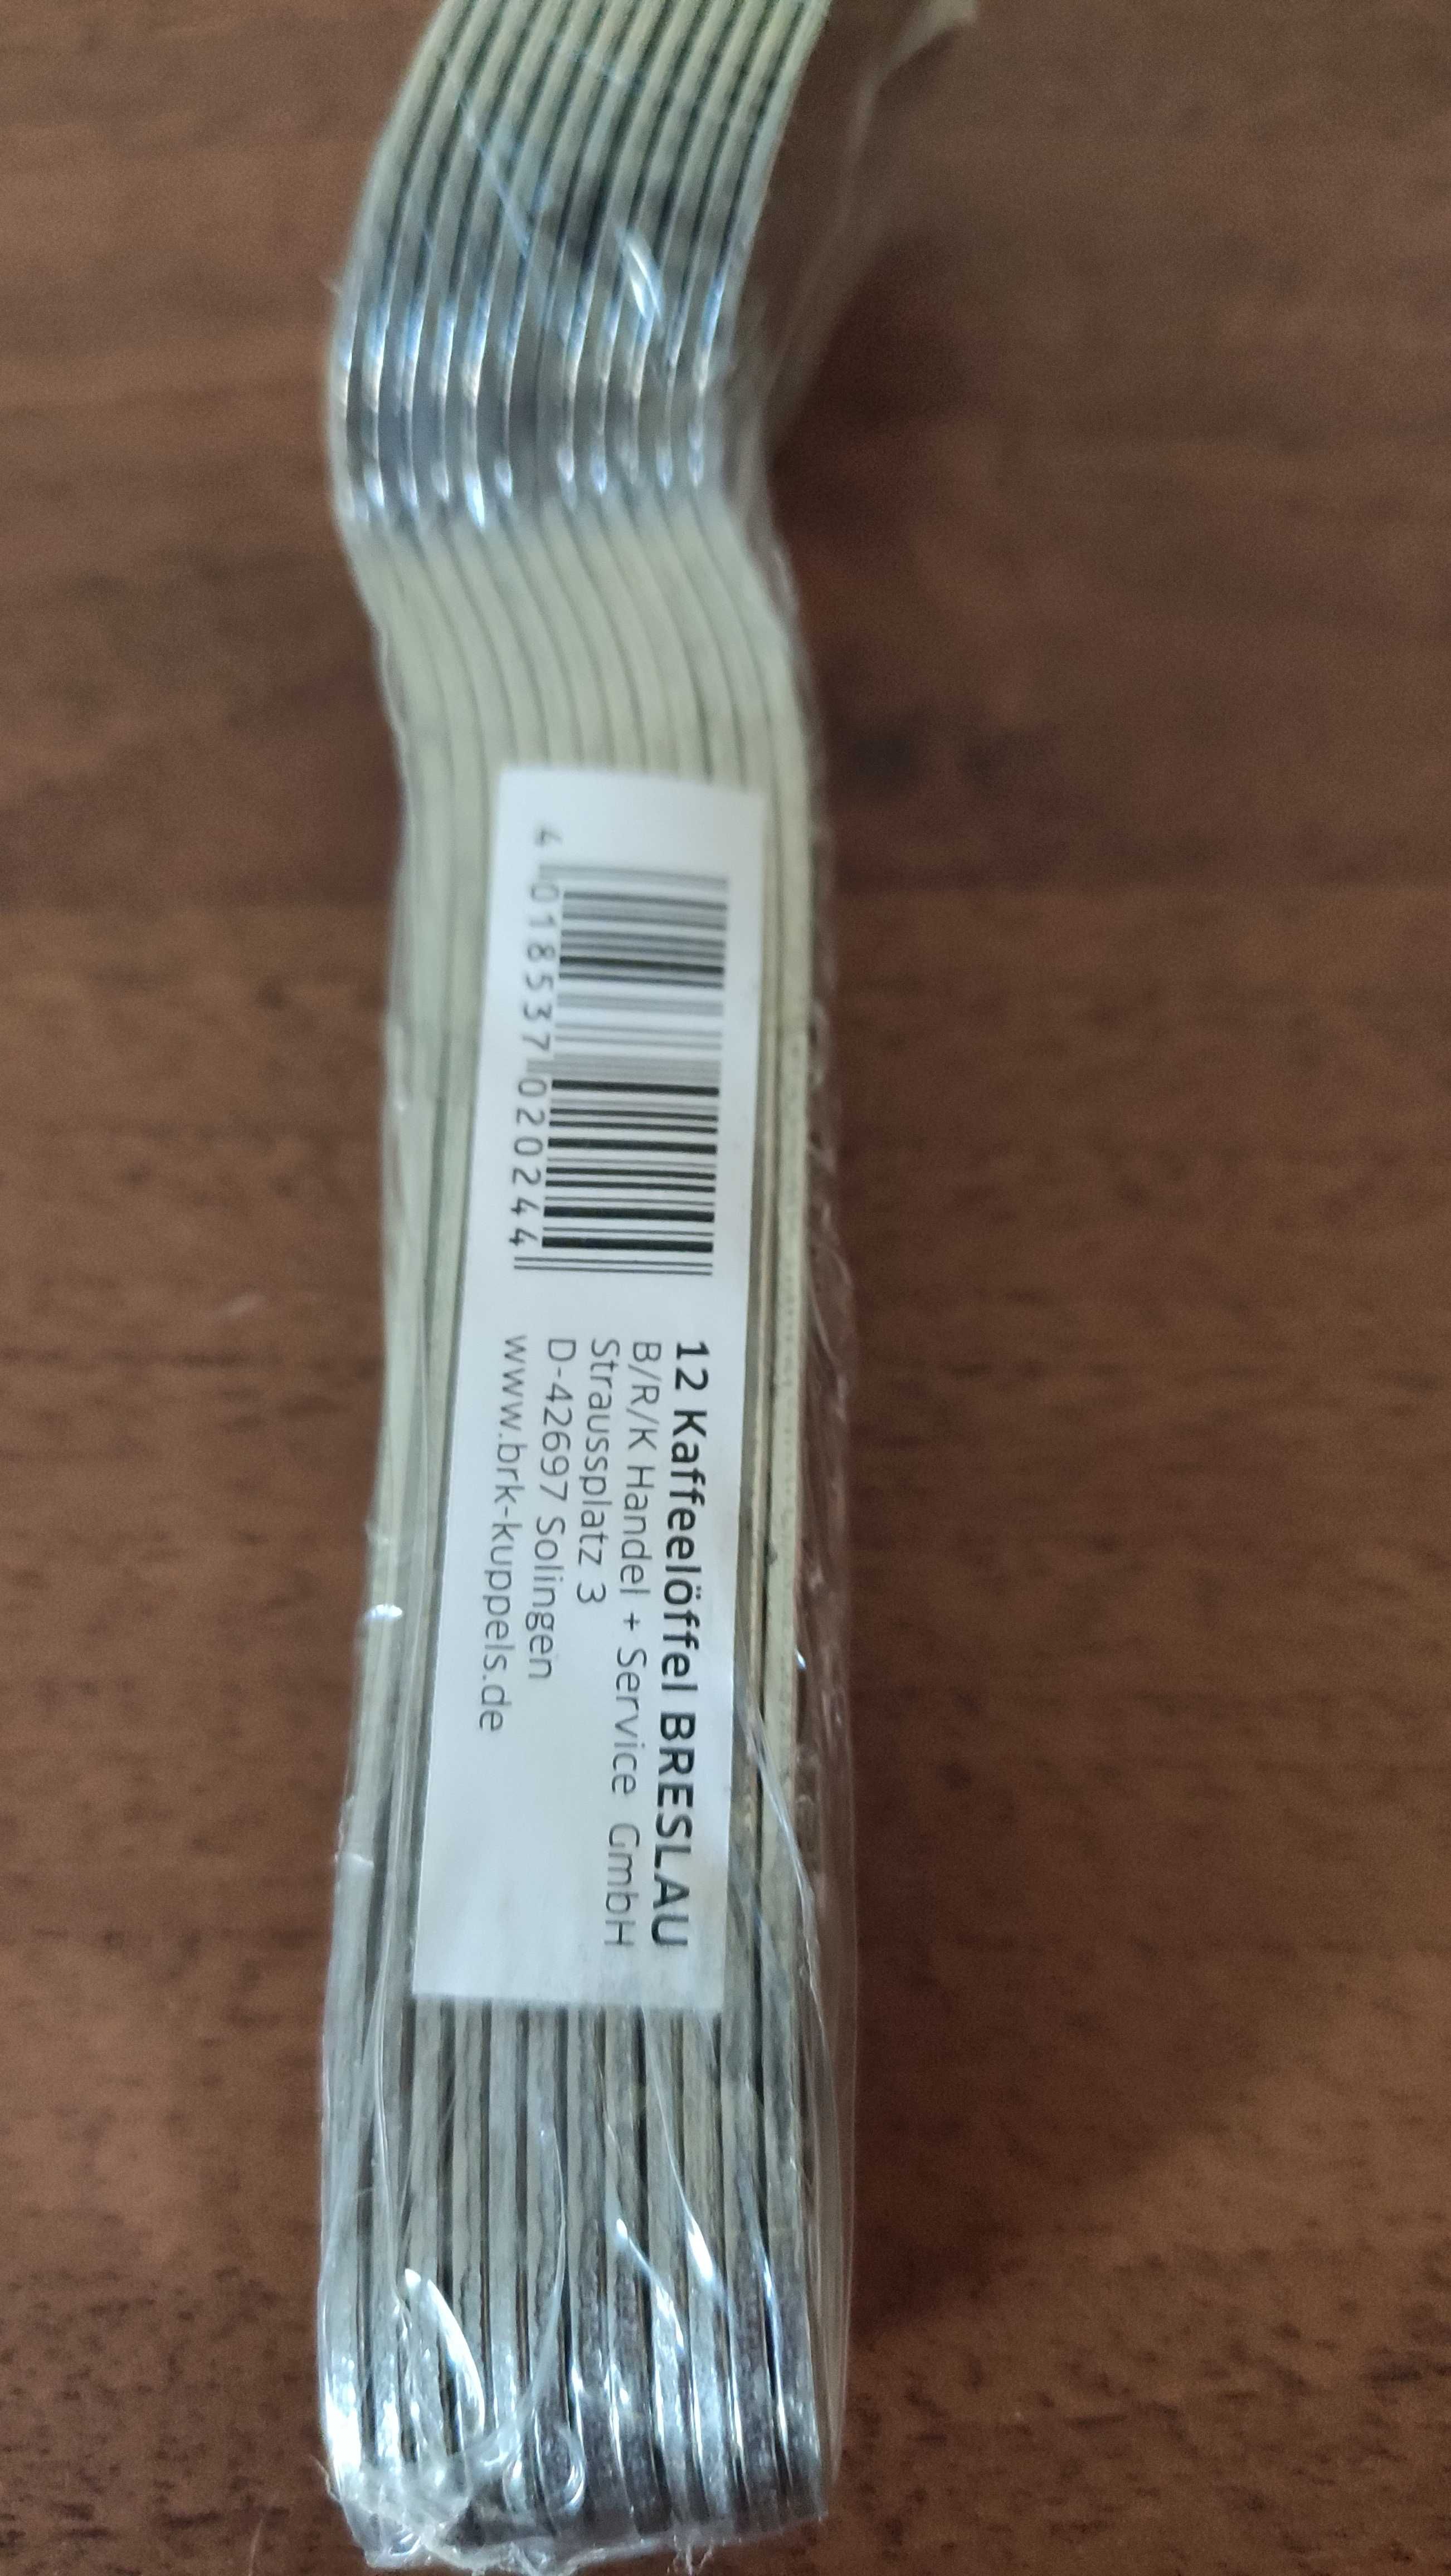 4 018537 020244
12 Kaffeelöffel BRESLAU
B/R/K Handel + Service GmbH
Straussplatz 3
D-42697 Solingen
www.brk-kuppels.de